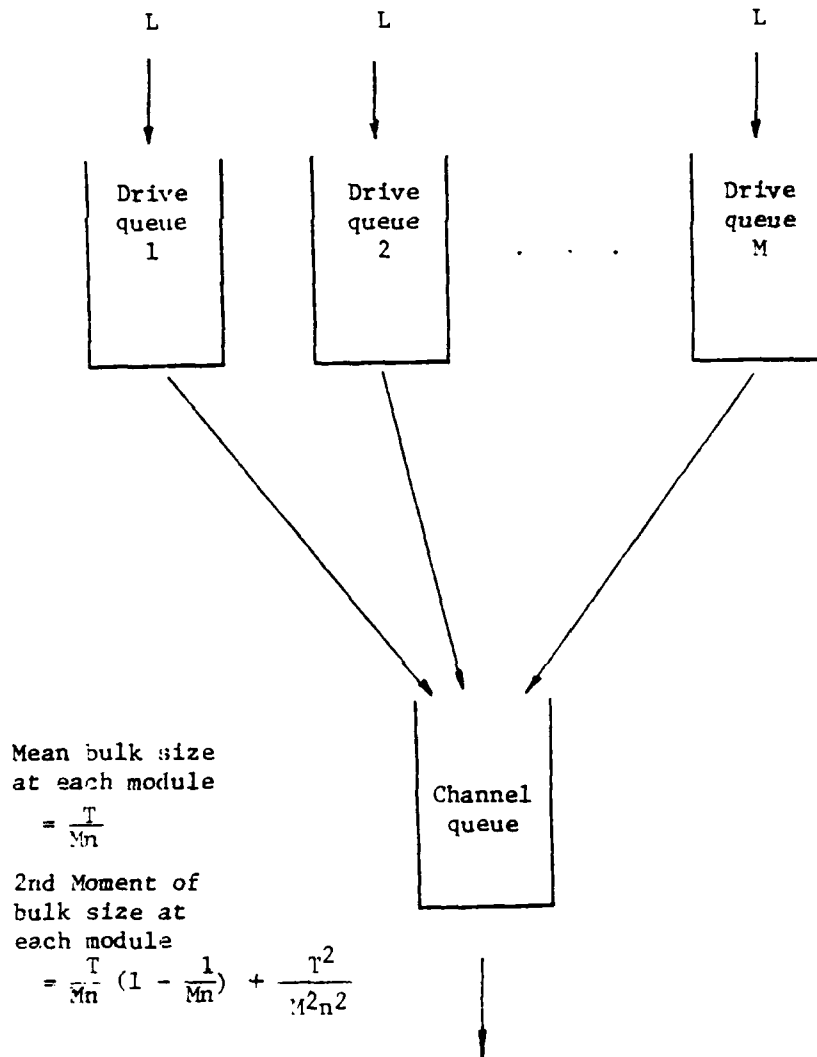 L L L
Drive Drive Drive
queue queue queue
1 2 . . . M
Mean bulk size
at each module
= T/Mn
Channel
queue
2nd Moment of
bulk size at
each module
= T/Mn (1 - 1/Mn) + T²/M²n²